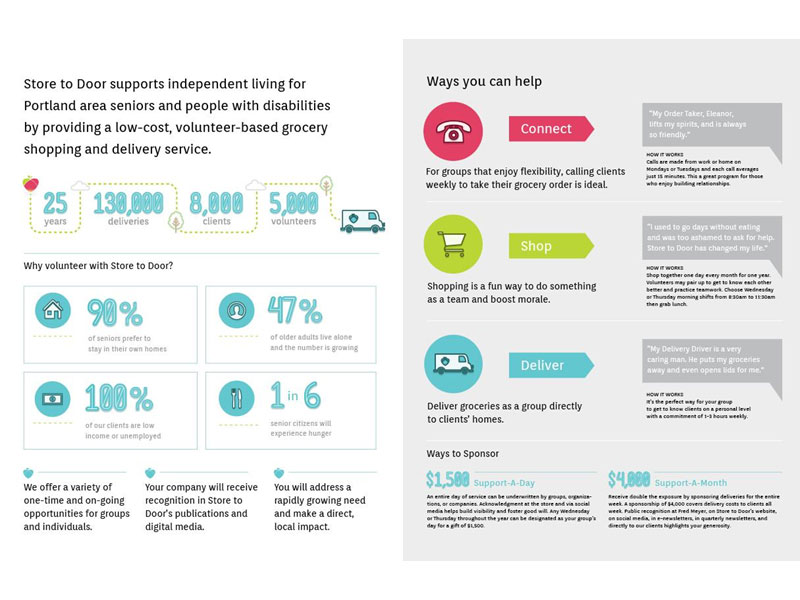 Store to Door supports independent living for
Portland area seniors and people with disabilities
by providing a low-cost, volunteer-based grocery
shopping and delivery service.
25
years
130,000
deliveries
8,000
clients
5,000
volunteers
Why volunteer with Store to Door?
90%
of seniors prefer to
stay in their own homes
47%
of older adults live alone
and the number is growing
100%
of our clients are low
income or unemployed
1 in 6
senior citizens will
experience hunger
We offer a variety of
one-time and on-going
opportunities for groups
and individuals.
Your company will receive
recognition in Store to
Door's publications and
digital media.
You will address a
rapidly growing need
and make a direct,
local impact.
Ways you can help
Connect
For groups that enjoy flexibility, calling clients
weekly to take their grocery order is ideal.
"My Order Taker, Eleanor,
lifts my spirits, and is always
so friendly."
HOW IT WORKS
Calls are made from work or home on
Mondays or Tuesdays and each call averages
just 15 minutes. This a great program for those
who enjoy building relationships.
Shop
Shopping is a fun way to do something
as a team and boost morale.
"I used to go days without eating
and was too ashamed to ask for help.
Store to Door has changed my life."
HOW IT WORKS
Shop together one day every month for one year.
Volunteers may pair up to get to know each other
better and practice teamwork. Choose Wednesday
or Thursday morning shifts from 8:30am to 11:30am
then grab lunch.
Deliver
Deliver groceries as a group directly
to clients' homes.
"My Delivery Driver is a very
caring man. He puts my groceries
away and even opens lids for me."
HOW IT WORKS
It's the perfect way for your group
to get to know clients on a personal level
with a commitment of 1-3 hours weekly.
Ways to Sponsor
$1,500 Support-A-Day
An entire day of service can be underwritten by groups, organiza-
tions, or companies. Acknowledgment at the store and via social
media helps build visibility and foster good will. Any Wednesday
or Thursday throughout the year can be designated as your group's
day for a gift of $1,500.
$4,000 Support-A-Month
Receive double the exposure by sponsoring deliveries for the entire
week. A sponsorship of $4,000 covers delivery costs to clients all
week. Public recognition at Fred Meyer, on Store to Door's website,
on social media, in e-newsletters, in quarterly newsletters, and
directly to our clients highlights your generosity.